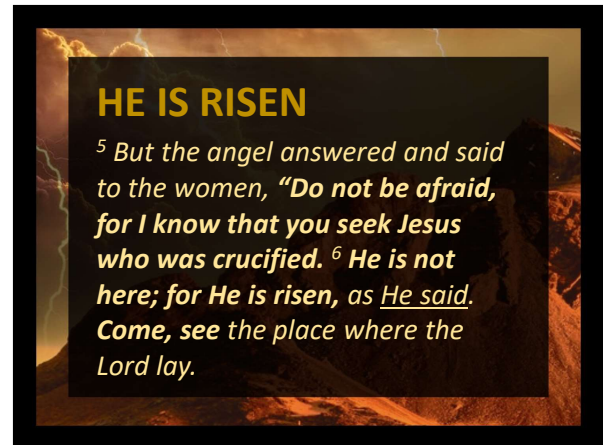 HE IS RISEN
5 But the angel answered and said
to the women, “Do not be afraid,
for I know that you seek Jesus
who was crucified. 6 He is not
here; for He is risen, as He said.
Come, see the place where the
Lord lay.